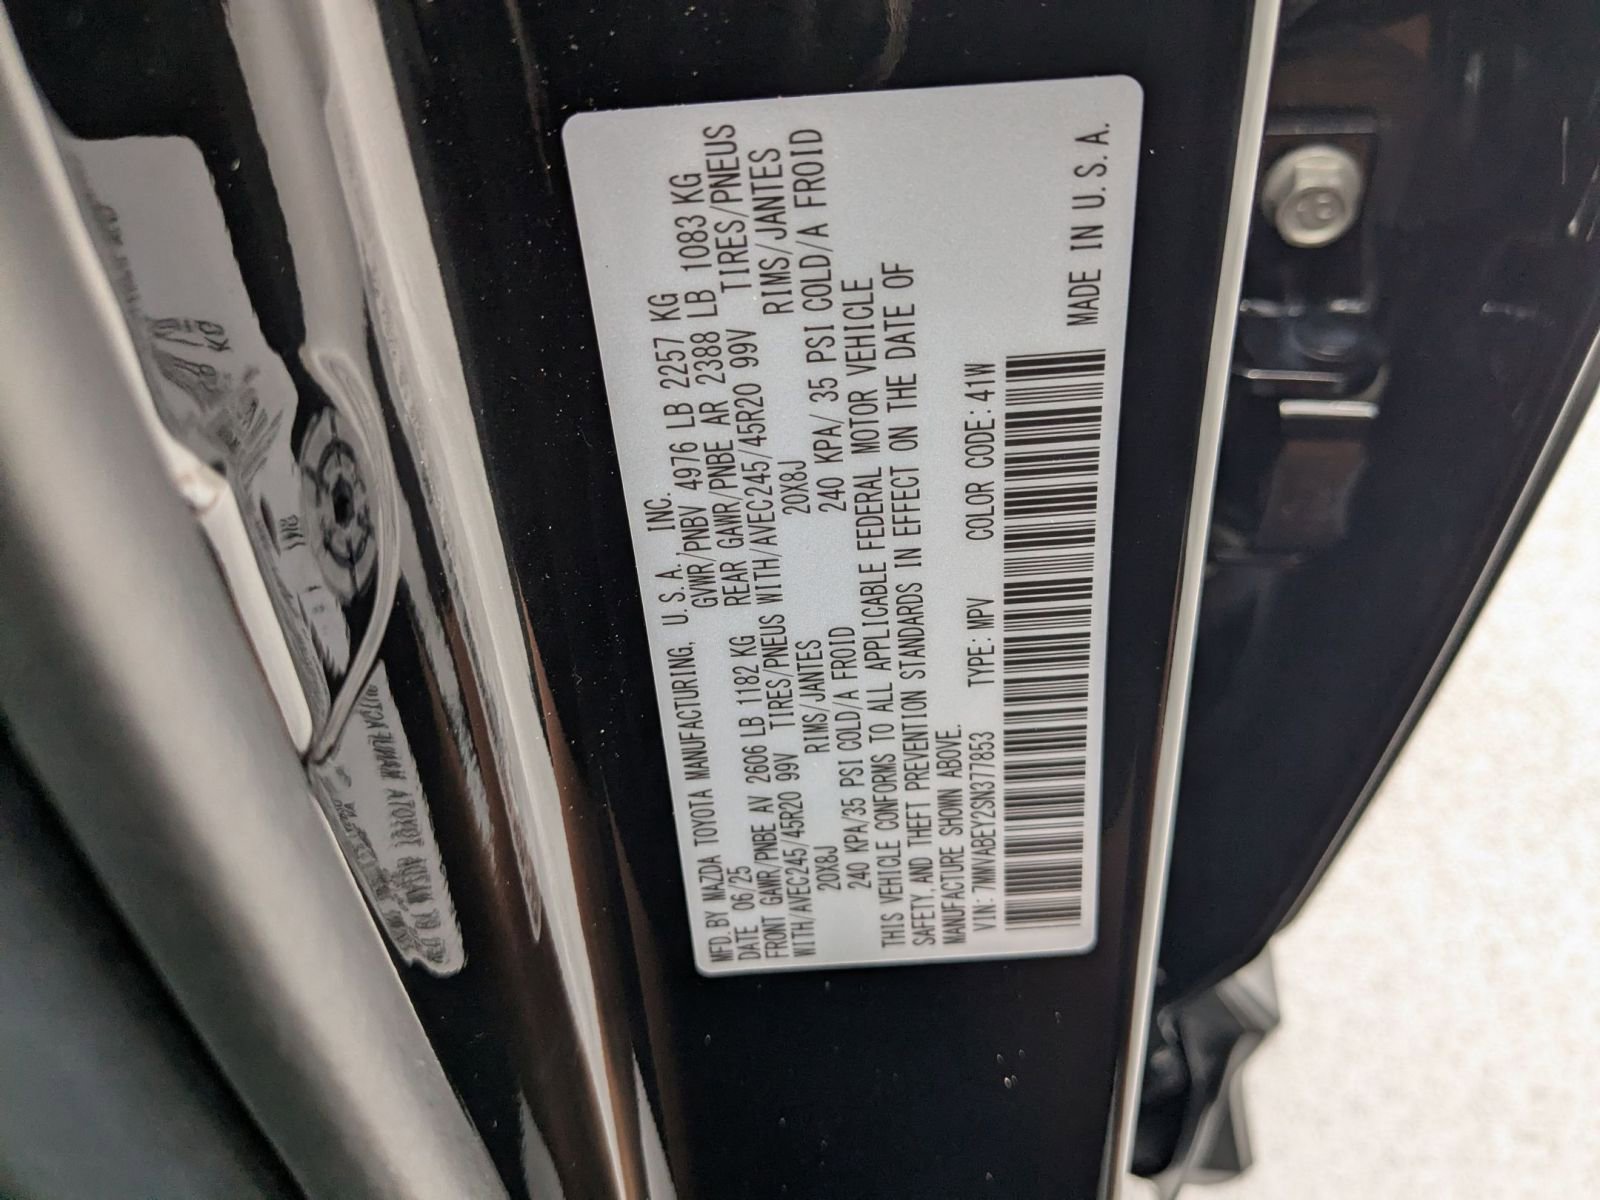 MFD. BY MAZDA TOYOTA MANUFACTURING, U.S.A., INC.
DATE 06/25 GVWR/PNBV 4976 LB 2257 KG
FRONT GAWR/PNBE AV 2606 LB 1182 KG REAR GAWR/PNBE AR 2388 LB 1083 KG
WITH/AVEC245/45R20 99V TIRES/PNEUS WITH/AVEC245/45R20 99V TIRES/PNEUS
20X8J RIMS/JANTES 20X8J RIMS/JANTES
240 KPA/35 PSI COLD/A FROID 240 KPA/ 35 PSI COLD/A FROID
THIS VEHICLE CONFORMS TO ALL APPLICABLE FEDERAL MOTOR VEHICLE
SAFETY, AND THEFT PREVENTION STANDARDS IN EFFECT ON THE DATE OF
MANUFACTURE SHOWN ABOVE.
VIN: 7MMVABEY2SN377853 TYPE: MPV COLOR CODE: 41W
MADE IN U.S.A.